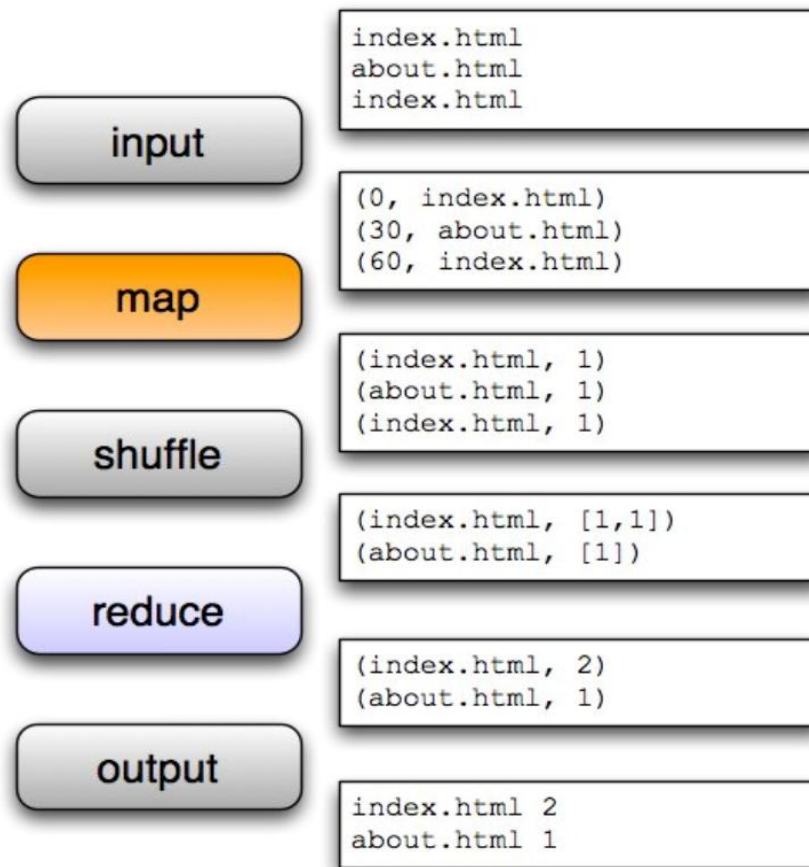 index.html
about.html
index.html
input
(0, index.html)
(30, about.html)
(60, index.html)
map
(index.html, 1)
(about.html, 1)
(index.html, 1)
shuffle
(index.html, [1,1])
(about.html, [1])
reduce
(index.html, 2)
(about.html, 1)
output
index.html 2
about.html 1